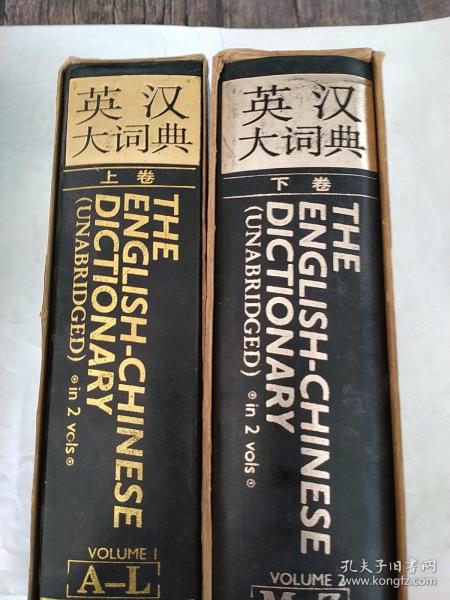 英汉
大词典
上卷
THE
ENGLISH-CHINESE
DICTIONARY
(UNABRIDGED)
in 2 vols
VOLUME I
A-L
英汉
大词典
下卷
THE
ENGLISH-CHINESE
DICTIONARY
(UNABRIDGED)
in 2 vols
VOLUME 2
M-Z
孔夫子旧书网
kongfz.com